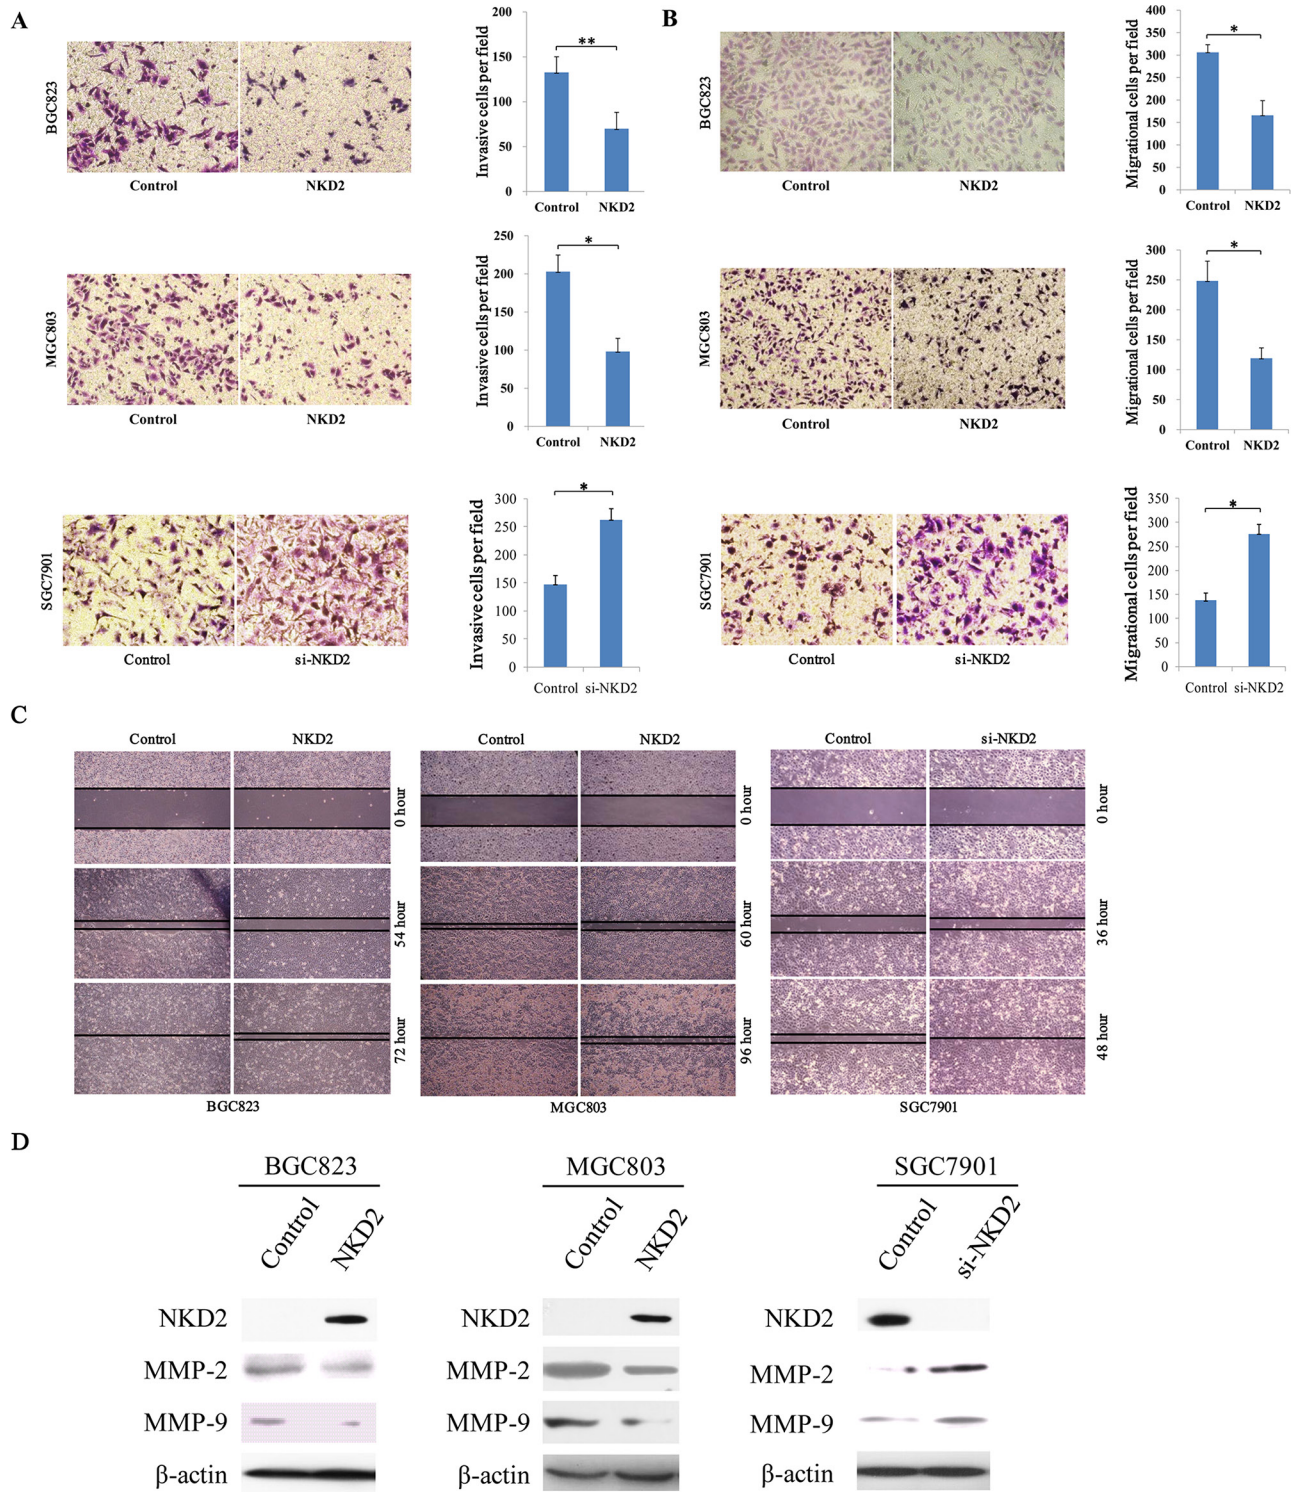 A
BGC823
Control NKD2
Invasive cells per field
200
150
100
50
0
**
Control NKD2
MGC803
Control NKD2
Invasive cells per field
250
200
150
100
50
0
*
Control NKD2
SGC7901
Control si-NKD2
Invasive cells per field
300
250
200
150
100
50
0
*
Control si-NKD2
B
BGC823
Control NKD2
Migrational cells per field
400
350
300
250
200
150
100
50
0
*
Control NKD2
MGC803
Control NKD2
Migrational cells per field
300
250
200
150
100
50
0
*
Control NKD2
SGC7901
Control si-NKD2
Migrational cells per field
350
300
250
200
150
100
50
0
*
Control si-NKD2
C
Control NKD2
0 hour
54 hour
72 hour
BGC823
Control NKD2
0 hour
60 hour
96 hour
MGC803
Control si-NKD2
0 hour
36 hour
48 hour
SGC7901
D
BGC823
Control NKD2
NKD2
MMP-2
MMP-9
β-actin
MGC803
Control NKD2
NKD2
MMP-2
MMP-9
β-actin
SGC7901
Control si-NKD2
NKD2
MMP-2
MMP-9
β-actin